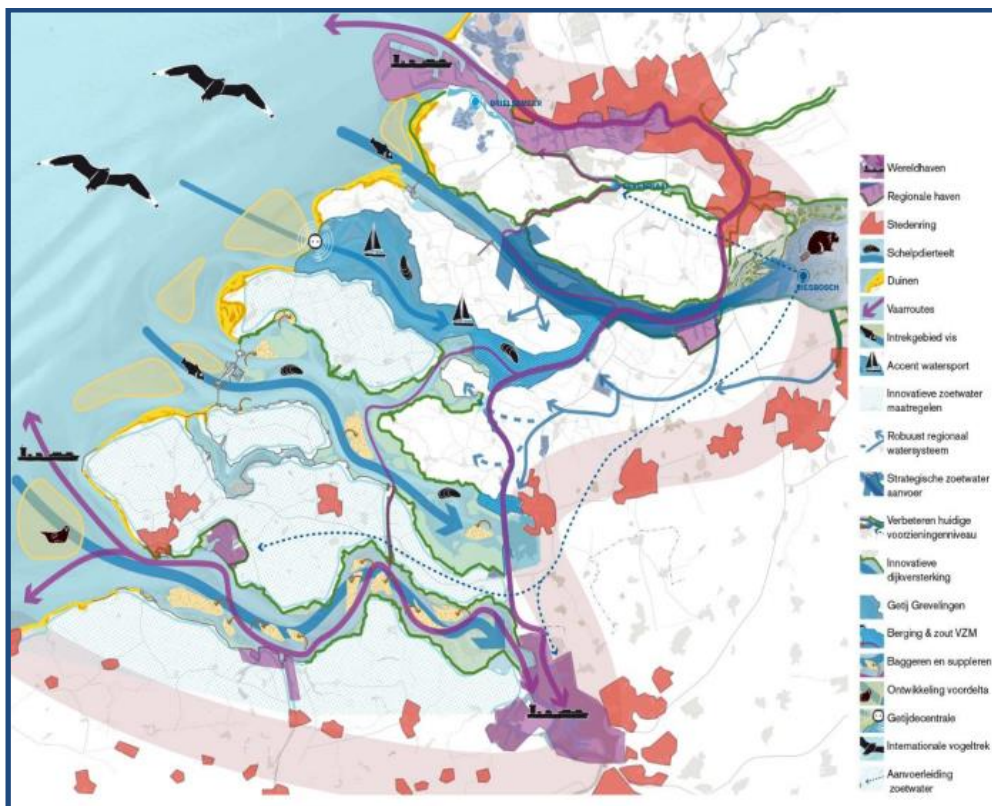 BRIELSEMEER
BIESBOSCH
Wereldhaven
Regionale haven
Stedenring
Schelpdierteelt
Duinen
Vaarroutes
Intrekgebied vis
Accent watersport
Innovatieve zoetwater
maatregelen
Robuust regionaal
watersysteem
Strategische zoetwater
aanvoer
Verbeteren huidige
voorzieningenniveau
Innovatieve
dijkversterking
Getij Grevelingen
Berging & zout VZM
Baggeren en suppleren
Ontwikkeling voordelta
Getijdecentrale
Internationale vogeltrek
Aanvoerleiding
zoetwater